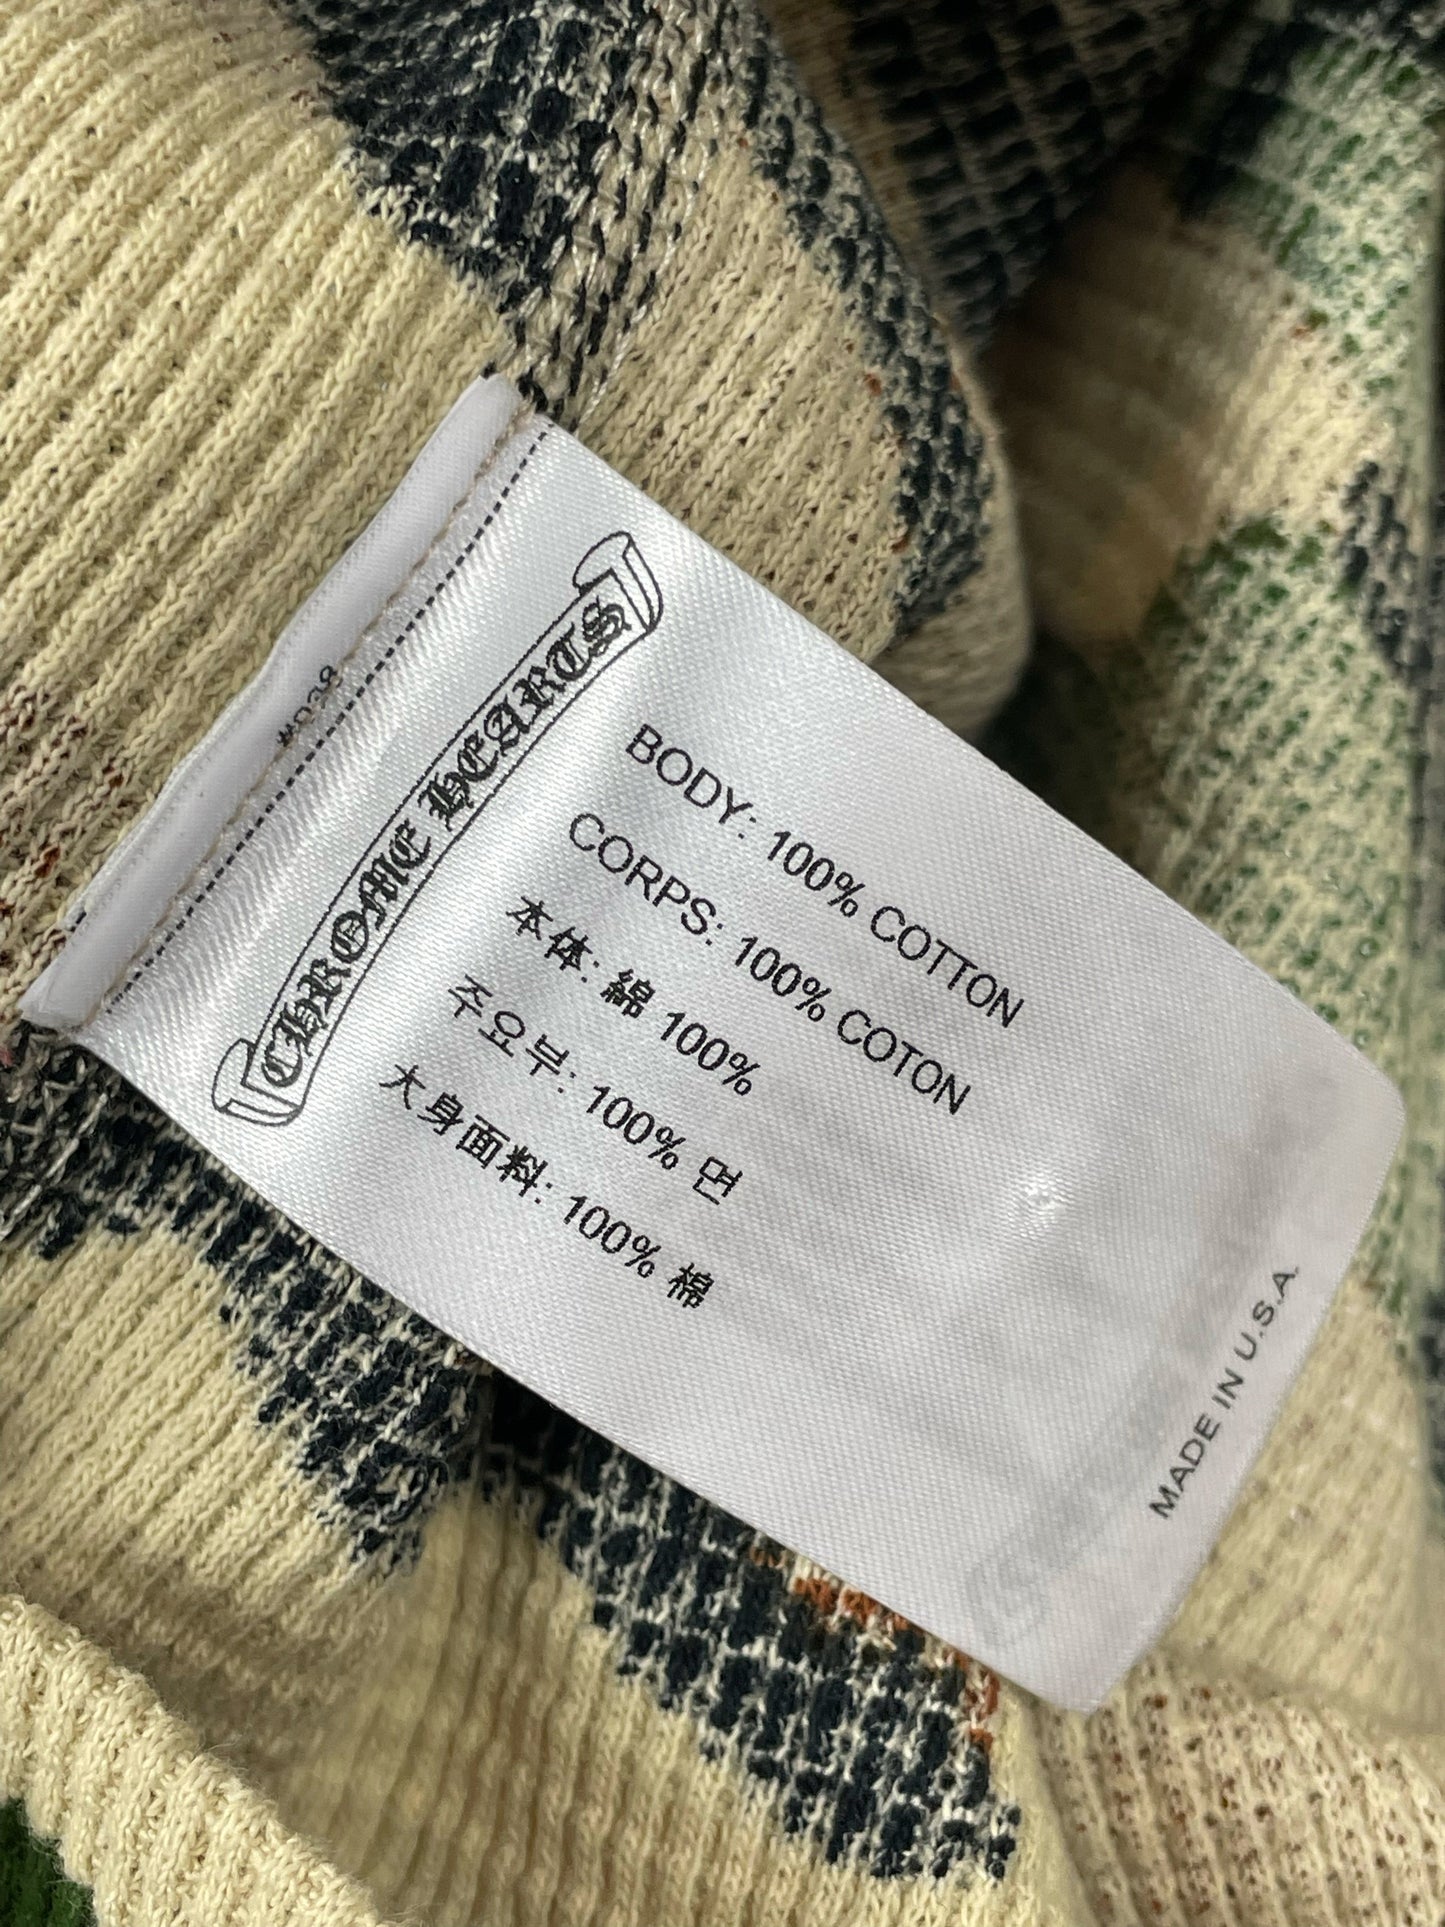 CHROME HEARTS
BODY: 100% COTTON
CORPS: 100% COTON
本体: 綿 100%
주요부: 100% 면
大身面料: 100% 棉
MADE IN U.S.A.